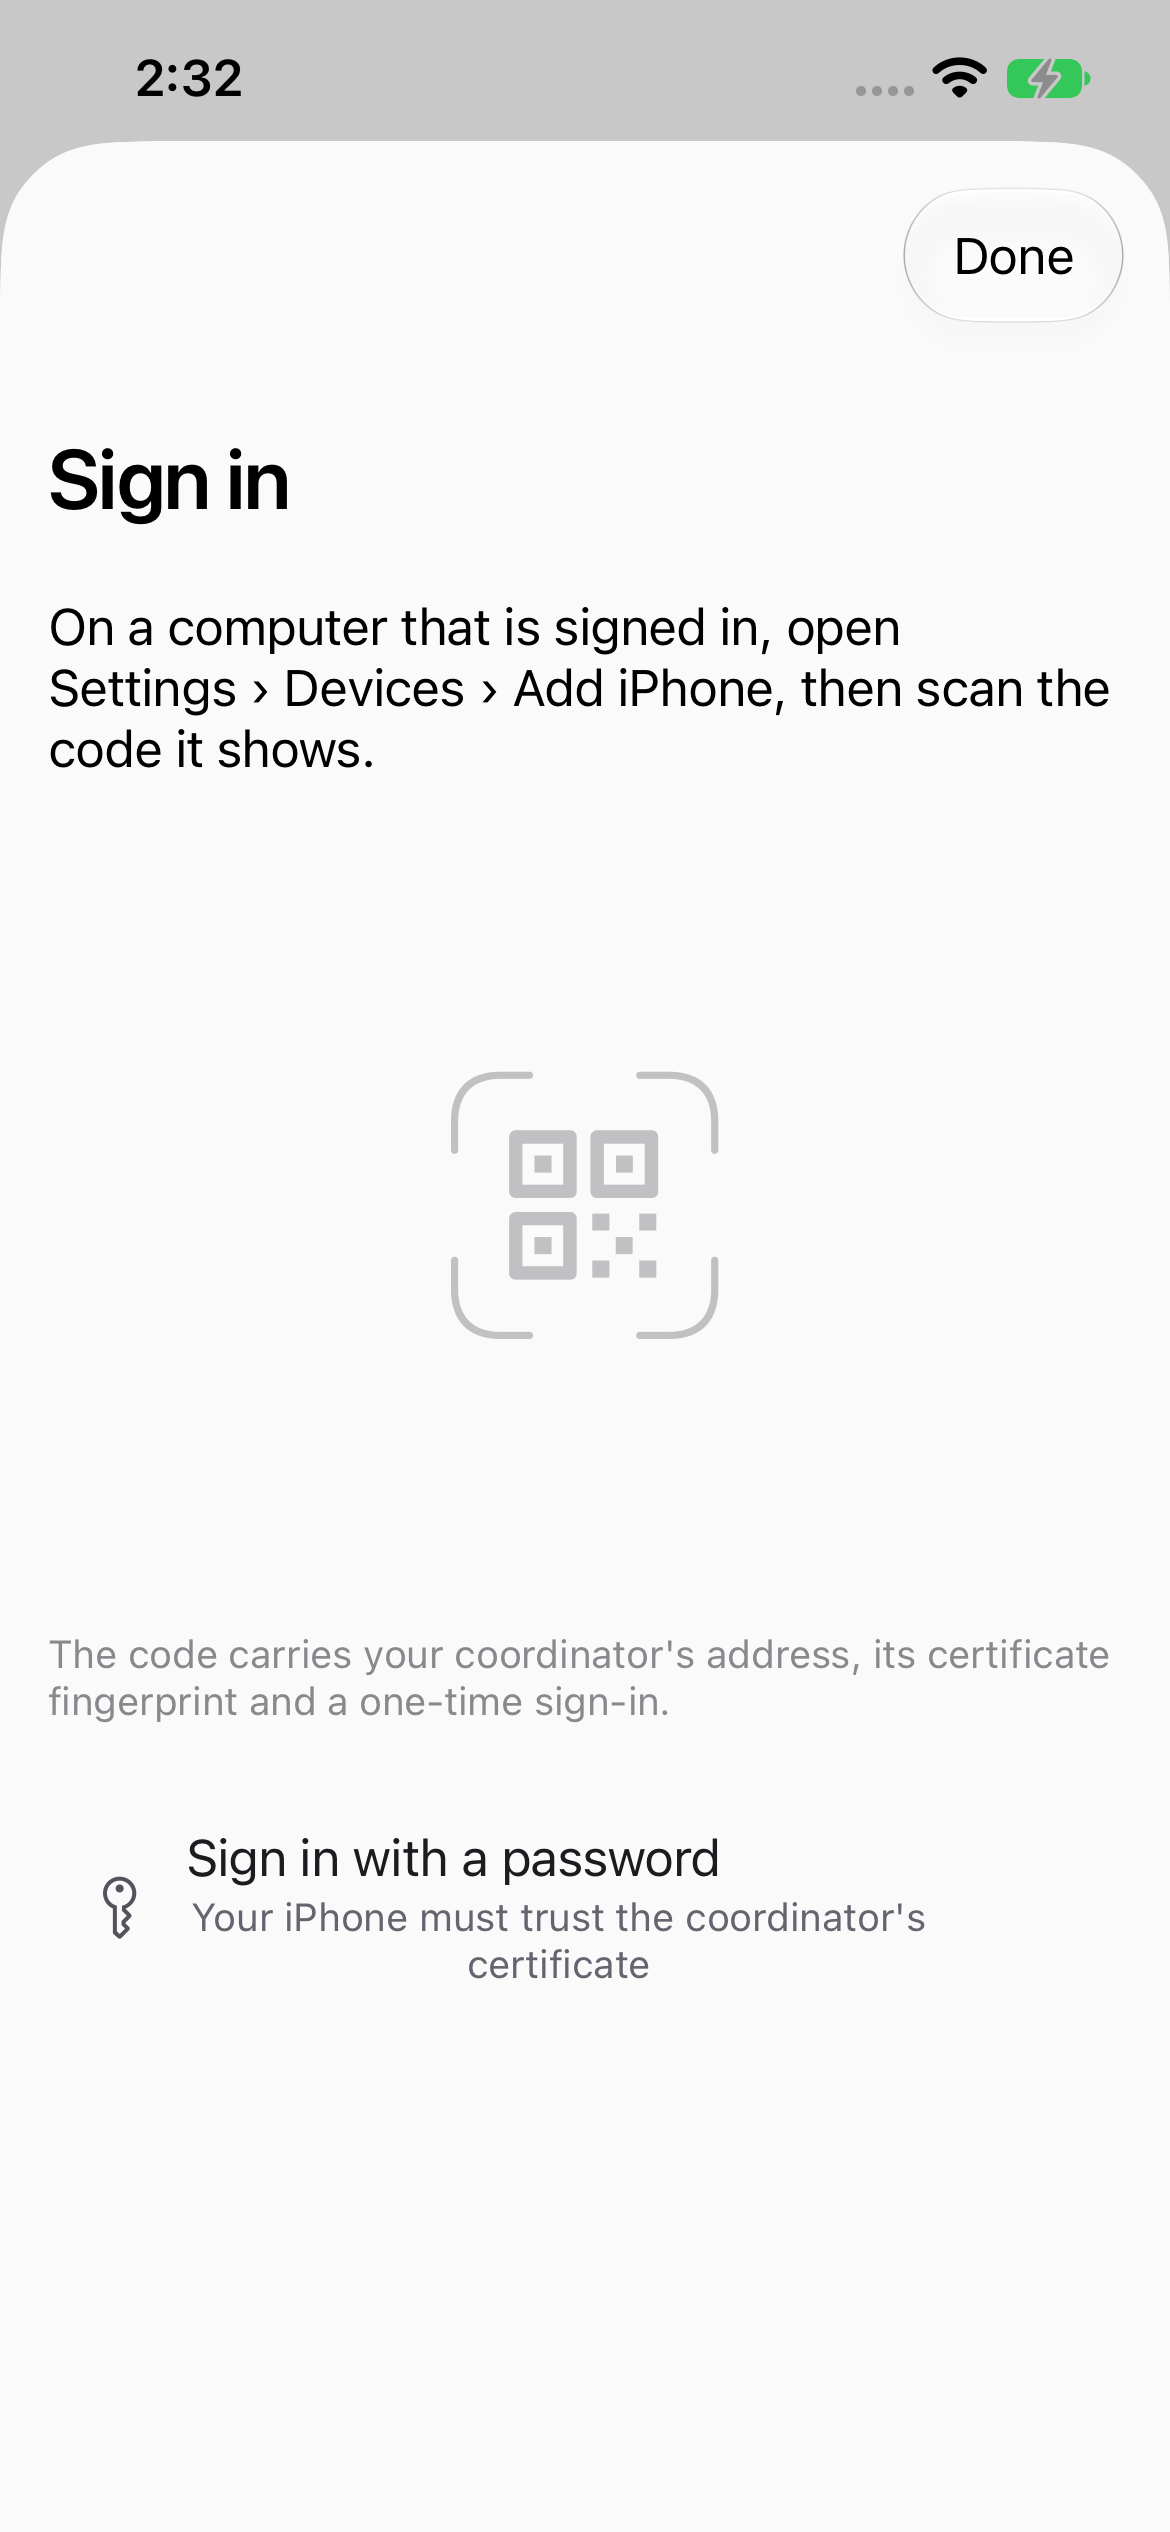 2:32
Done
Sign in
On a computer that is signed in, open
Settings › Devices › Add iPhone, then scan the
code it shows.
The code carries your coordinator's address, its certificate
fingerprint and a one-time sign-in.
Sign in with a password
Your iPhone must trust the coordinator's
certificate